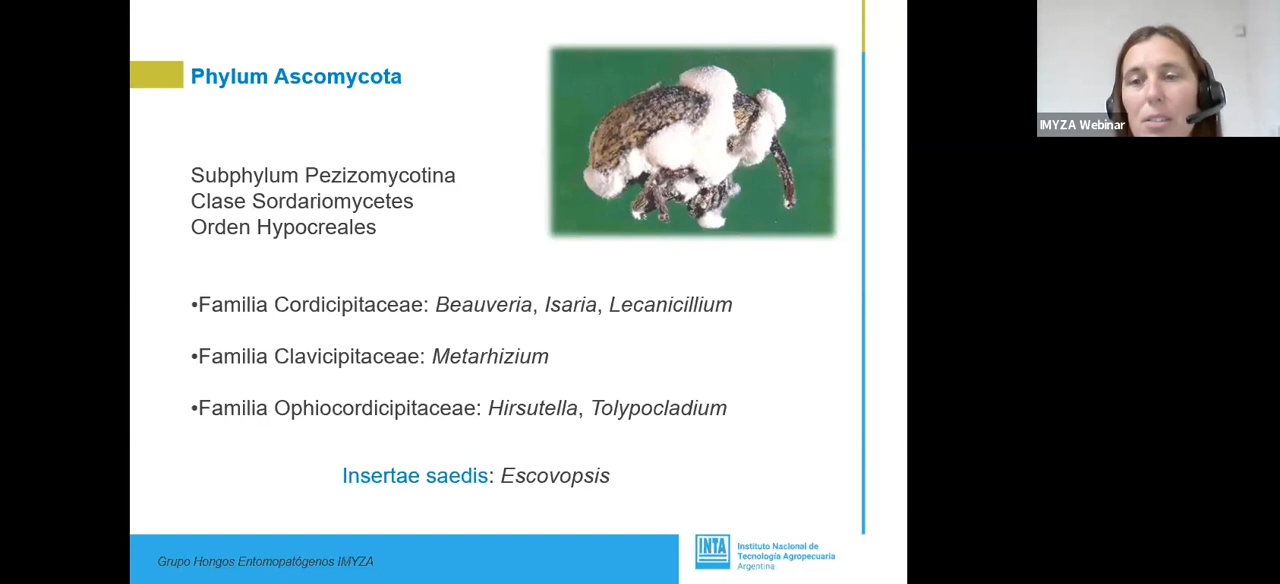 Phylum Ascomycota
Subphylum Pezizomycotina
Clase Sordariomycetes
Orden Hypocreales
•Familia Cordicipitaceae: Beauveria, Isaria, Lecanicillium
•Familia Clavicipitaceae: Metarhizium
•Familia Ophiocordicipitaceae: Hirsutella, Tolypocladium
Insertae saedis: Escovopsis
Grupo Hongos Entomopatógenos IMYZA
INTA
Instituto Nacional de
Tecnología Agropecuaria
Argentina
IMYZA Webinar